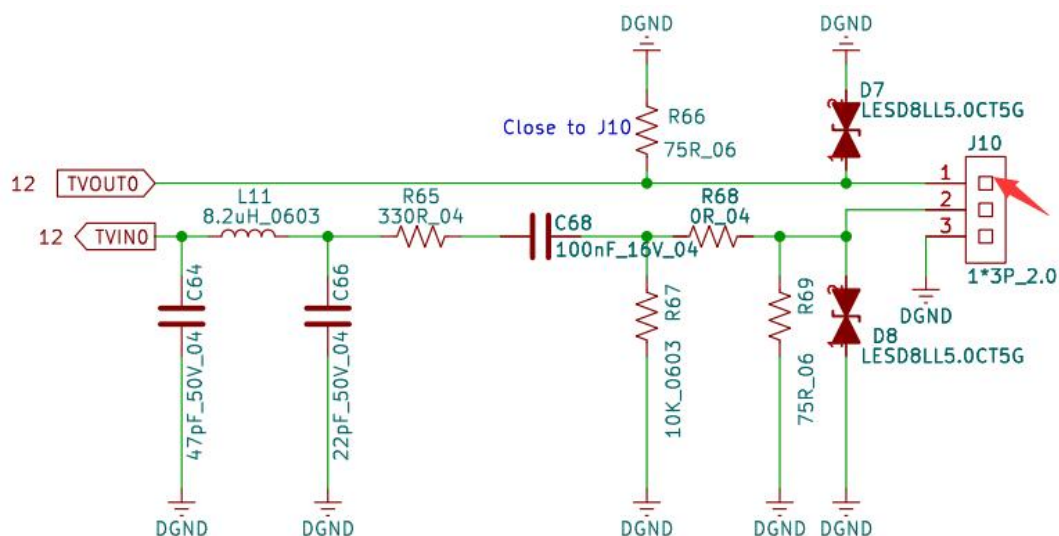 DGND
DGND
D7
LESD8LL5.0CT5G
R66
Close to J10
75R_06
J10
12
TVOUT0
1
L11
8.2uH_0603
R65
330R_04
R68
0R_04
2
12
TVIN0
C68
100nF_16V_04
3
1*3P_2.0
C64
47pF_50V_04
C66
22pF_50V_04
R67
10K_0603
R69
75R_06
DGND
D8
LESD8LL5.0CT5G
DGND
DGND
DGND
DGND
DGND